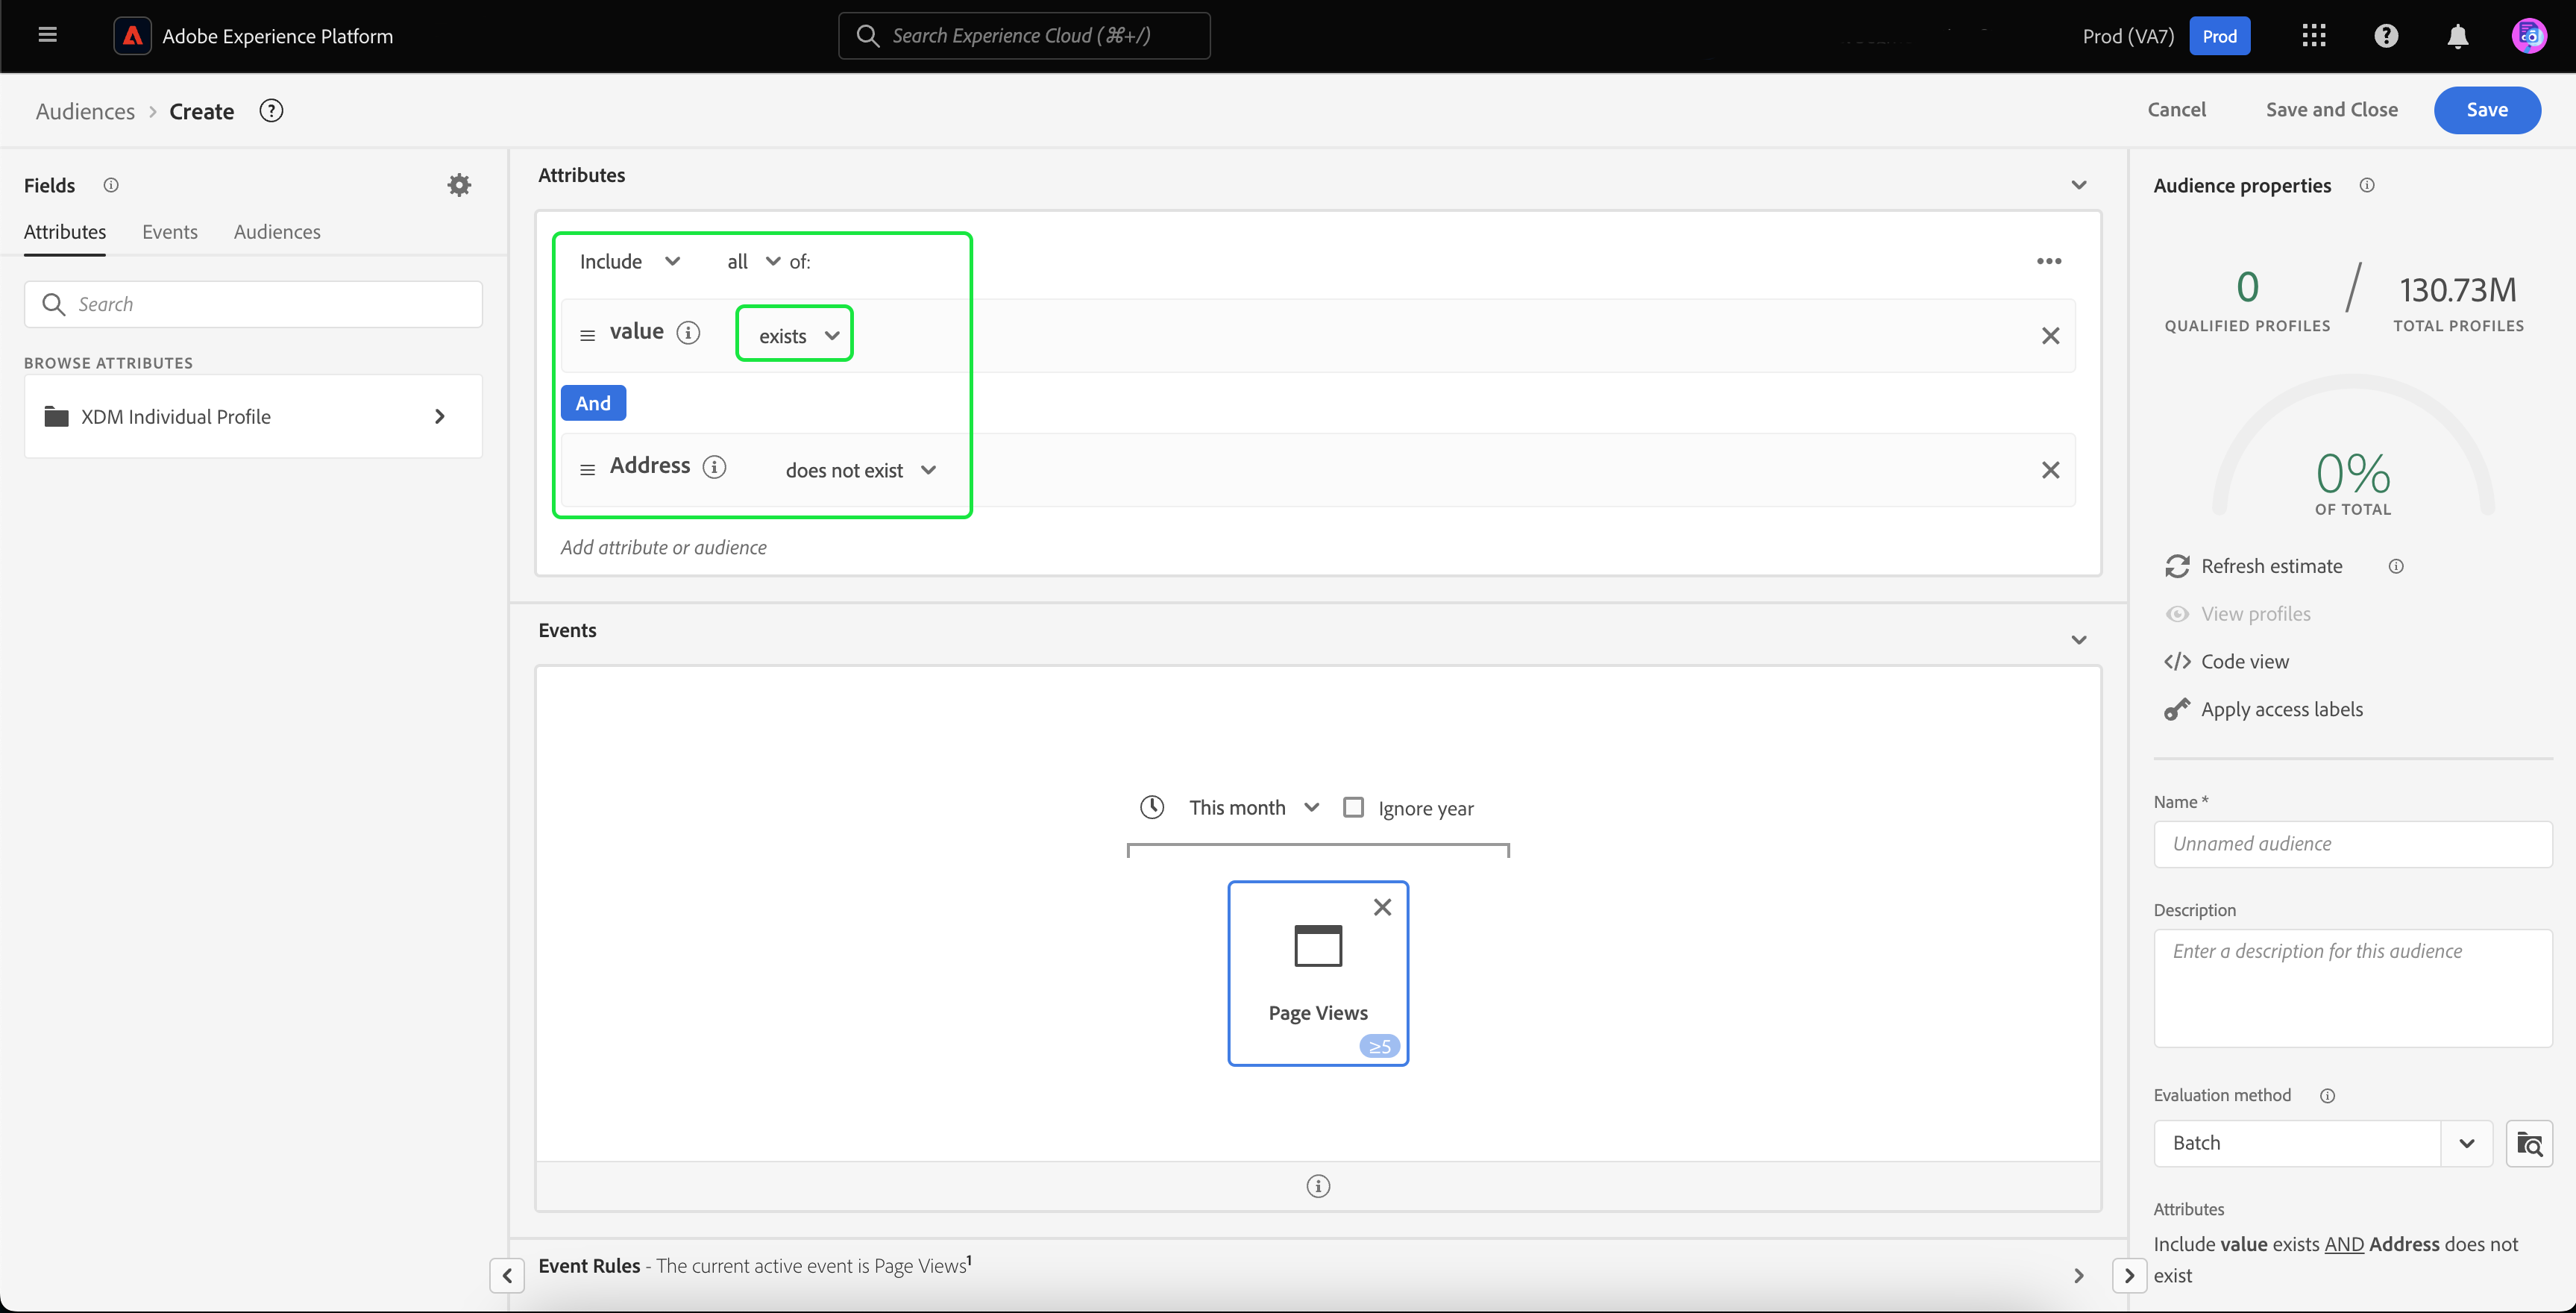 Adobe Experience Platform
Search Experience Cloud (⌘+/)
Prod (VA7) Prod
Audiences > Create
Cancel Save and Close Save
Fields
Attributes Events Audiences
Search
BROWSE ATTRIBUTES
XDM Individual Profile
Attributes
Include all of:
value exists
And
Address does not exist
Add attribute or audience
Events
This month Ignore year
Page Views
≥5
Event Rules - The current active event is Page Views¹
Audience properties
0 / 130.73M
QUALIFIED PROFILES TOTAL PROFILES
0%
OF TOTAL
Refresh estimate
View profiles
Code view
Apply access labels
Name *
Unnamed audience
Description
Enter a description for this audience
Evaluation method
Batch
Attributes
Include value exists AND Address does not
exist